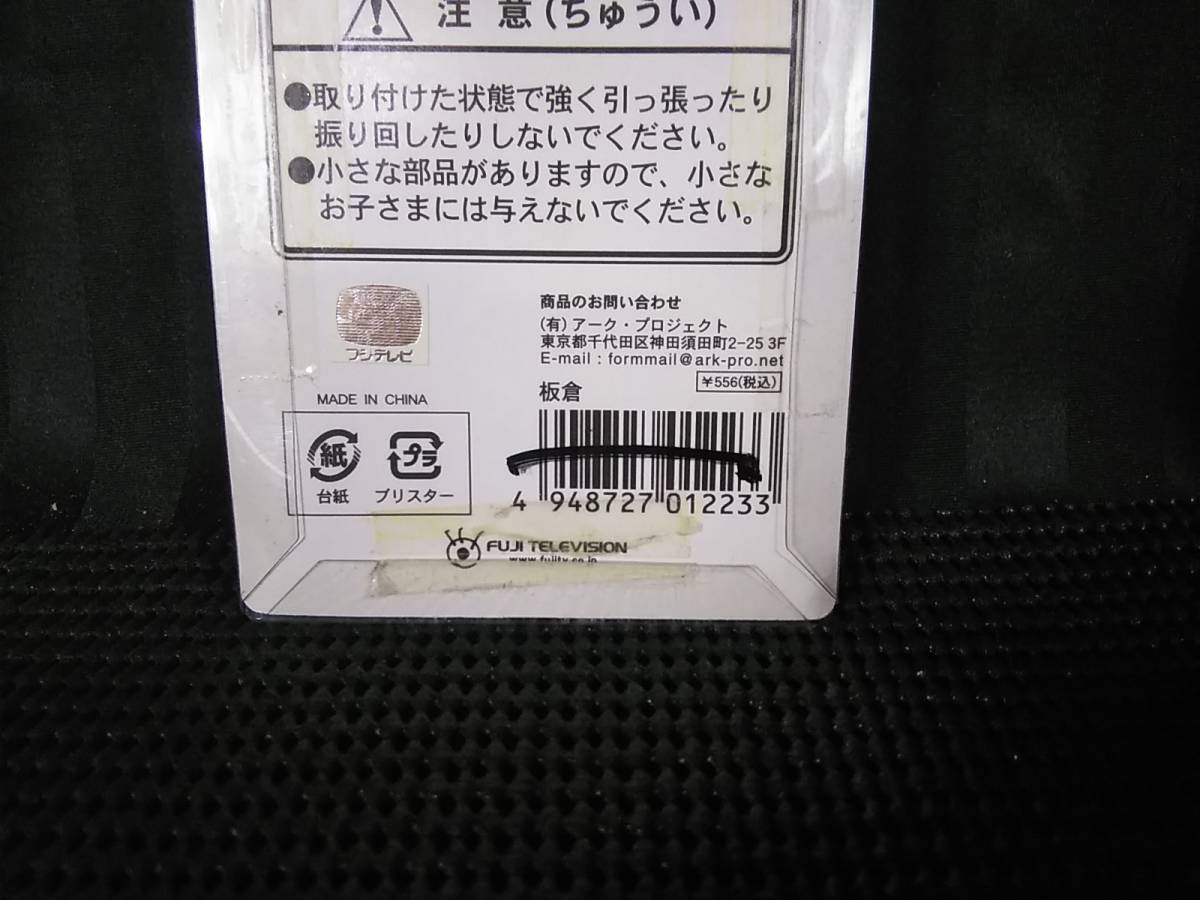 注 意(ちゅうい)
●取り付けた状態で強く引っ張ったり
振り回したりしないでください。
●小さな部品がありますので、小さな
お子さまには与えないでください。
フジテレビ
商品のお問い合わせ
(有)アーク・プロジェクト
東京都千代田区神田須田町2-25 3F
E-mail : formmail@ark-pro.net
¥556(税込)
板倉
MADE IN CHINA
紙
プラ
台紙 ブリスター
4 948727 012233
FUJI TELEVISION
www.fujitv.co.jp